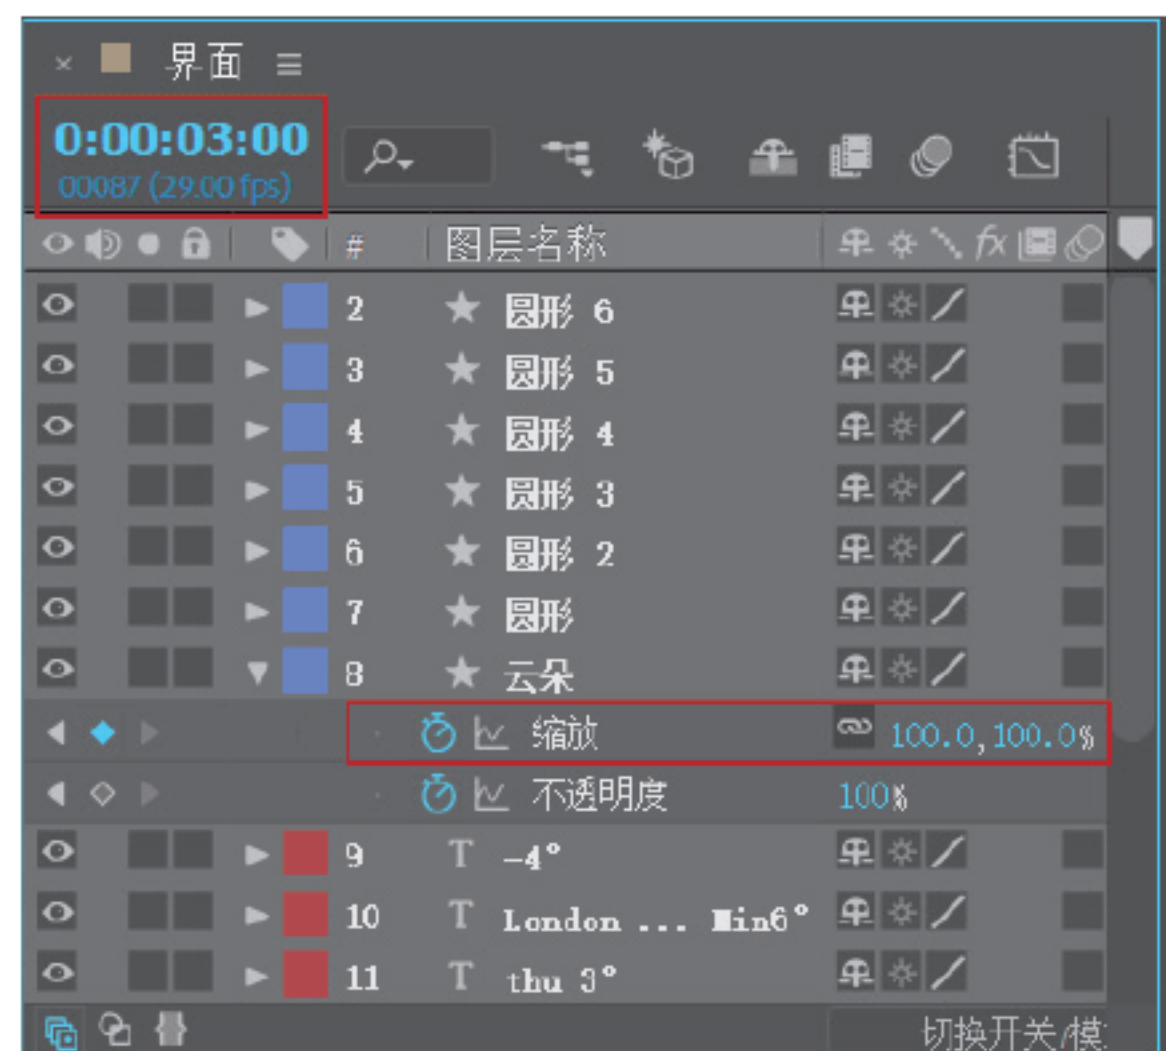 界面
0:00:03:00
00087 (29.00 fps)
# 图层名称 fx
2 圆形 6
3 圆形 5
4 圆形 4
5 圆形 3
6 圆形 2
7 圆形
8 云朵
缩放 100.0,100.0%
不透明度 100%
9 T -4°
10 T London ... Min6°
11 T thu 3°
切换开关/模